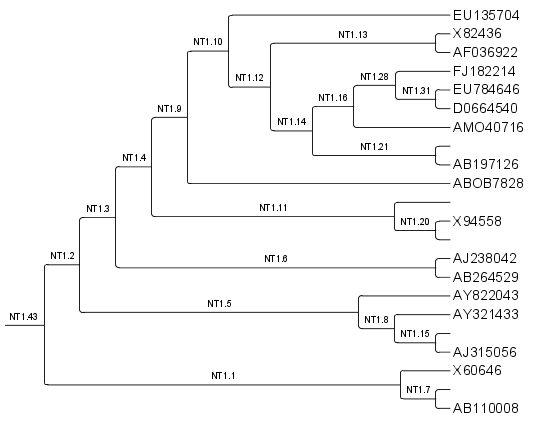 EU135704
X82436
NT1.13
NT1.10
AF036922
FJ182214
NT1.28
NT1.12
EU784646
NT1.31
NT1.16
D0664540
NT1.9
NT1.14
AMO40716
NT1.21
NT1.4
AB197126
ABOB7828
NT1.3
NT1.11
NT1.20
X94558
NT1.2
NT1.6
AJ238042
AB264529
AY822043
NT1.5
NT1.43
NT1.8
AY321433
NT1.15
AJ315056
NT1.1
X60646
NT1.7
AB110008